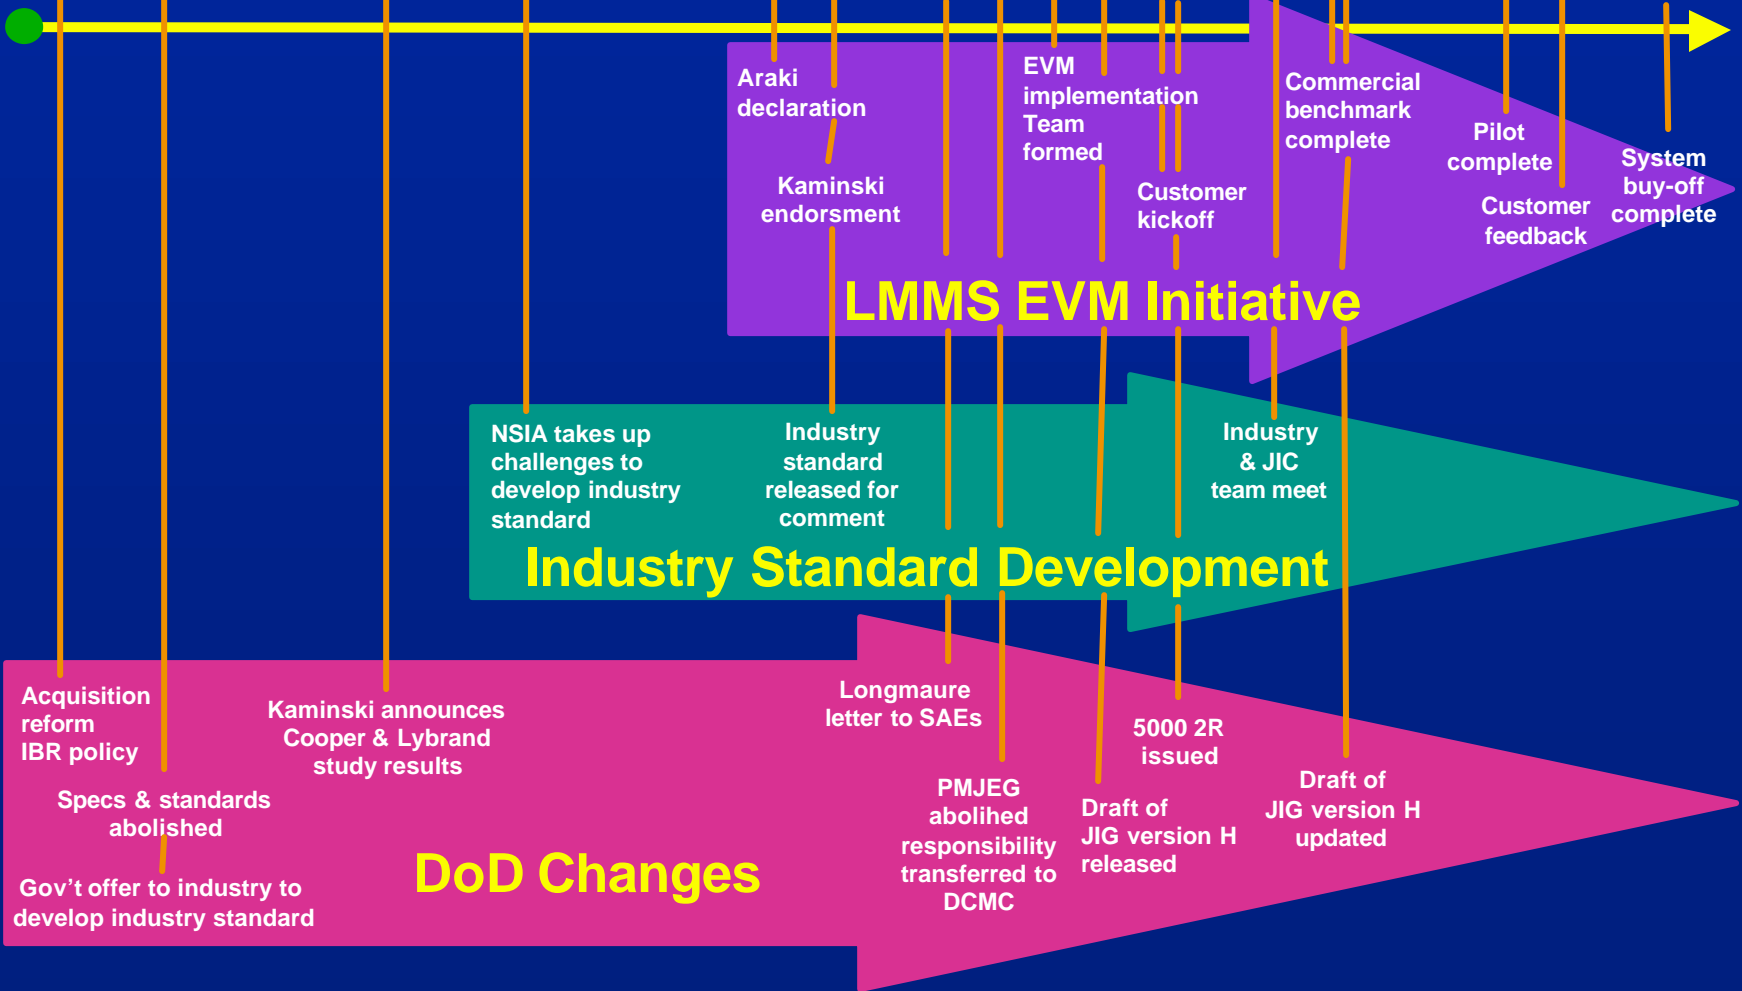 Araki
declaration
Kaminski
endorsment
EVM
implementation
Team
formed
Customer
kickoff
Commercial
benchmark
complete
Pilot
complete
Customer
feedback
System
buy-off
complete
LMMS EVM Initiative
NSIA takes up
challenges to
develop industry
standard
Industry
standard
released for
comment
Industry
& JIC
team meet
Industry Standard Development
Acquisition
reform
IBR policy
Specs & standards
abolished
Gov’t offer to industry to
develop industry standard
Kaminski announces
Cooper & Lybrand
study results
Longmaure
letter to SAEs
PMJEG
abolihed
responsibility
transferred to
DCMC
Draft of
JIG version H
released
5000 2R
issued
Draft of
JIG version H
updated
DoD Changes